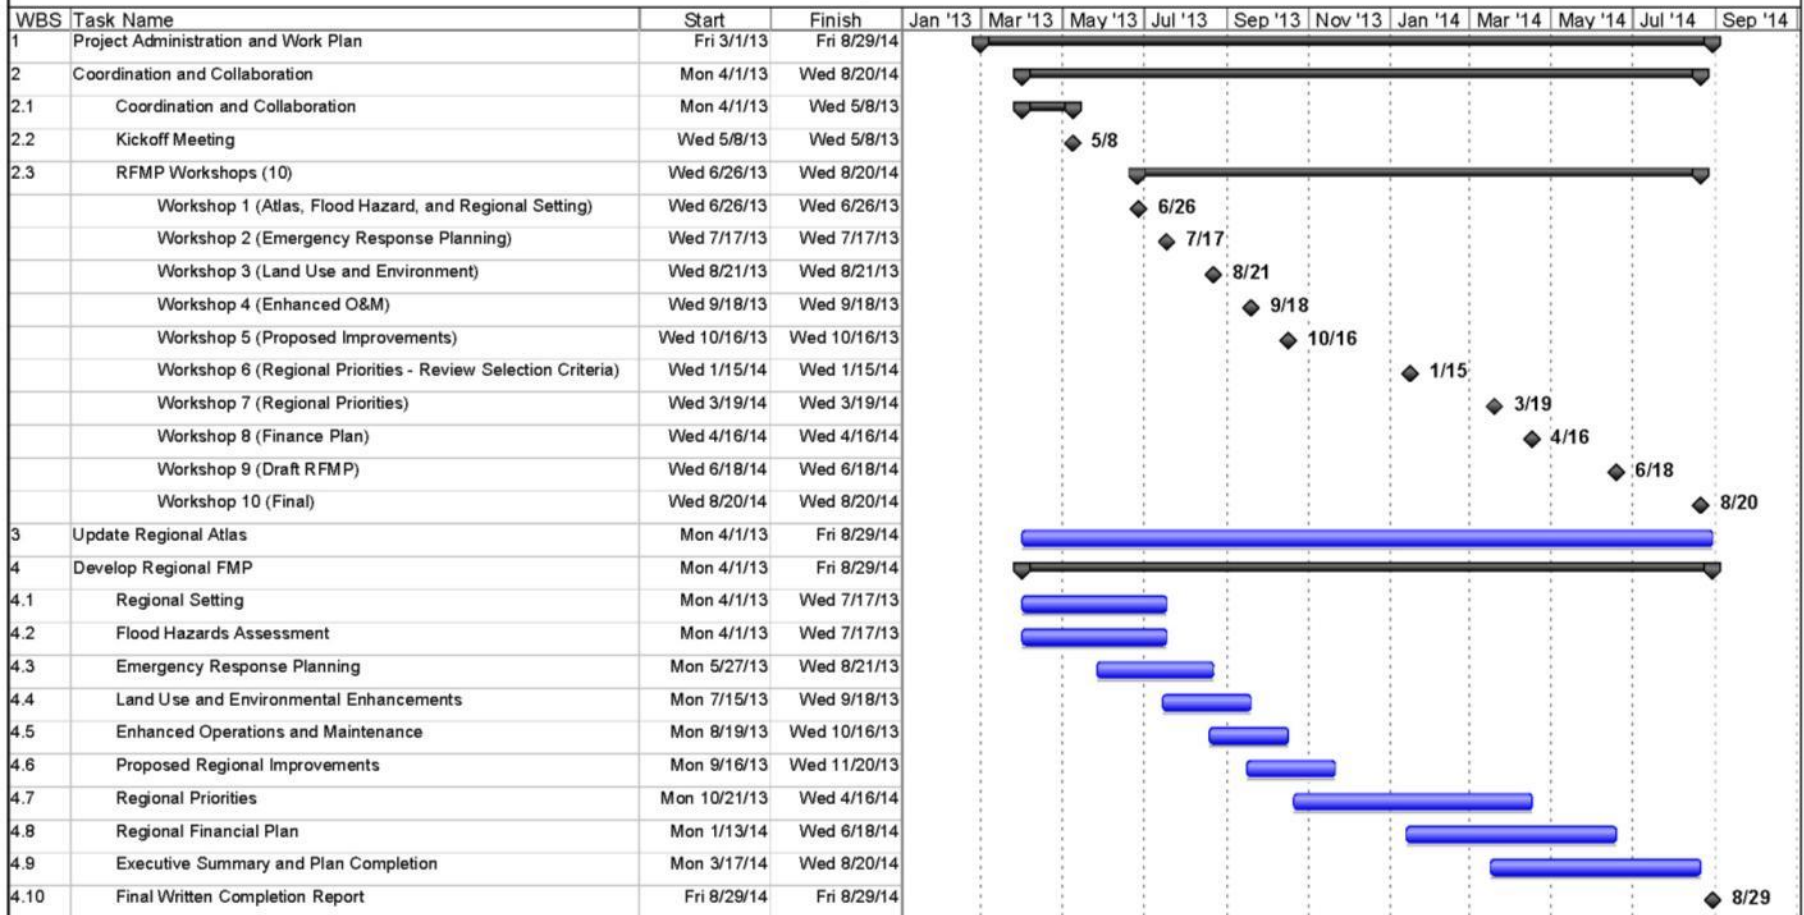 WBS Task Name Start Finish Jan '13 Mar '13 May '13 Jul '13 Sep '13 Nov '13 Jan '14 Mar '14 May '14 Jul '14 Sep '14
1 Project Administration and Work Plan Fri 3/1/13 Fri 8/29/14
2 Coordination and Collaboration Mon 4/1/13 Wed 8/20/14
2.1 Coordination and Collaboration Mon 4/1/13 Wed 5/8/13
2.2 Kickoff Meeting Wed 5/8/13 Wed 5/8/13 5/8
2.3 RFMP Workshops (10) Wed 6/26/13 Wed 8/20/14
Workshop 1 (Atlas, Flood Hazard, and Regional Setting) Wed 6/26/13 Wed 6/26/13 6/26
Workshop 2 (Emergency Response Planning) Wed 7/17/13 Wed 7/17/13 7/17
Workshop 3 (Land Use and Environment) Wed 8/21/13 Wed 8/21/13 8/21
Workshop 4 (Enhanced O&M) Wed 9/18/13 Wed 9/18/13 9/18
Workshop 5 (Proposed Improvements) Wed 10/16/13 Wed 10/16/13 10/16
Workshop 6 (Regional Priorities - Review Selection Criteria) Wed 1/15/14 Wed 1/15/14 1/15
Workshop 7 (Regional Priorities) Wed 3/19/14 Wed 3/19/14 3/19
Workshop 8 (Finance Plan) Wed 4/16/14 Wed 4/16/14 4/16
Workshop 9 (Draft RFMP) Wed 6/18/14 Wed 6/18/14 6/18
Workshop 10 (Final) Wed 8/20/14 Wed 8/20/14 8/20
3 Update Regional Atlas Mon 4/1/13 Fri 8/29/14
4 Develop Regional FMP Mon 4/1/13 Fri 8/29/14
4.1 Regional Setting Mon 4/1/13 Wed 7/17/13
4.2 Flood Hazards Assessment Mon 4/1/13 Wed 7/17/13
4.3 Emergency Response Planning Mon 5/27/13 Wed 8/21/13
4.4 Land Use and Environmental Enhancements Mon 7/15/13 Wed 9/18/13
4.5 Enhanced Operations and Maintenance Mon 8/19/13 Wed 10/16/13
4.6 Proposed Regional Improvements Mon 9/16/13 Wed 11/20/13
4.7 Regional Priorities Mon 10/21/13 Wed 4/16/14
4.8 Regional Financial Plan Mon 1/13/14 Wed 6/18/14
4.9 Executive Summary and Plan Completion Mon 3/17/14 Wed 8/20/14
4.10 Final Written Completion Report Fri 8/29/14 Fri 8/29/14 8/29